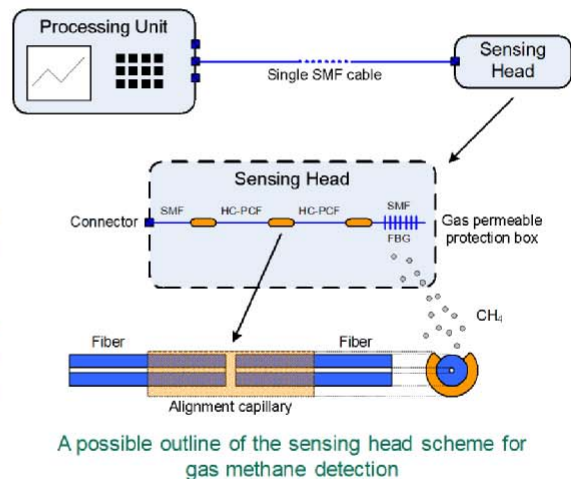 Processing Unit
Single SMF cable
Sensing
Head
Sensing Head
Connector
SMF
HC-PCF
HC-PCF
SMF
FBG
Gas permeable
protection box
CH₄
Fiber
Fiber
Alignment capillary
A possible outline of the sensing head scheme for
gas methane detection